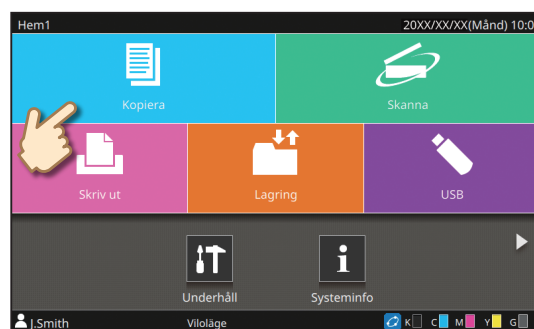 Hem1 20XX/XX/XX(Månd) 10:0
Kopiera Skanna
Skriv ut Lagring USB
Underhåll Systeminfo
J.Smith Viloläge K C M Y G